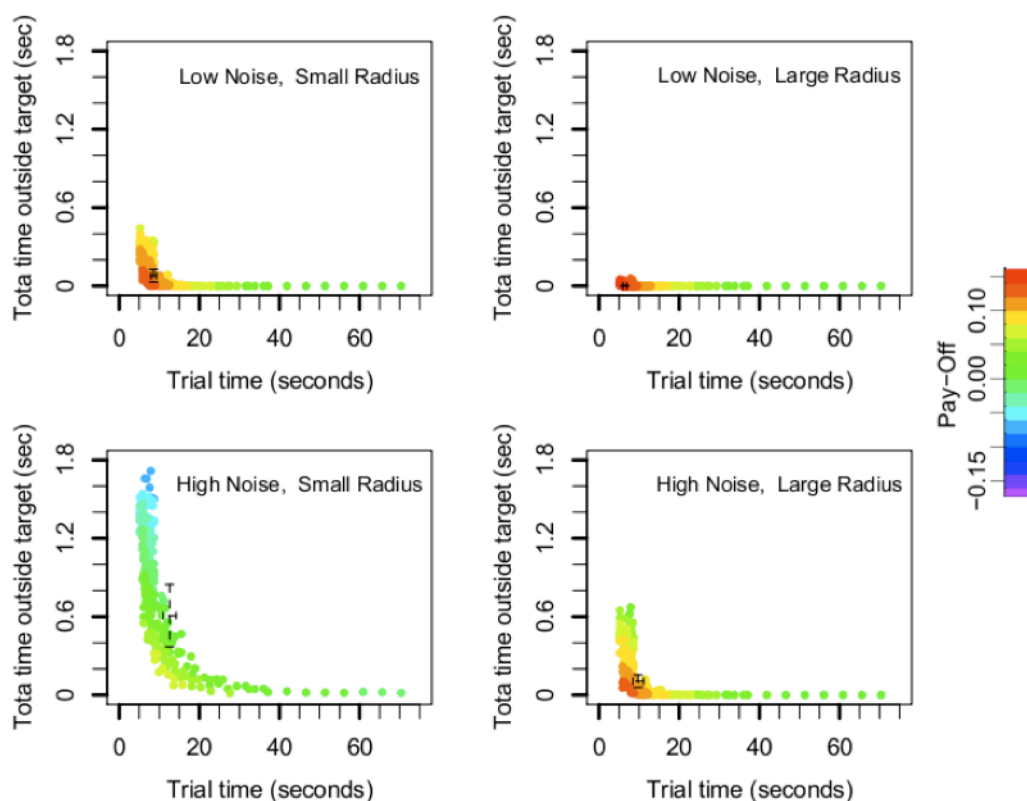 Tota time outside target (sec)
1.8
1.2
0.6
0
Low Noise, Small Radius
0 20 40 60
Trial time (seconds)
Tota time outside target (sec)
1.8
1.2
0.6
0
Low Noise, Large Radius
0 20 40 60
Trial time (seconds)
Tota time outside target (sec)
1.8
1.2
0.6
0
High Noise, Small Radius
0 20 40 60
Trial time (seconds)
Tota time outside target (sec)
1.8
1.2
0.6
0
High Noise, Large Radius
0 20 40 60
Trial time (seconds)
Pay-Off
−0.15 0.00 0.10